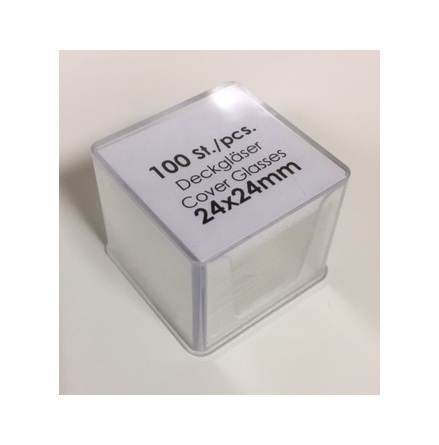 100 St./pcs.
Deckgläser
Cover Glasses
24x24mm